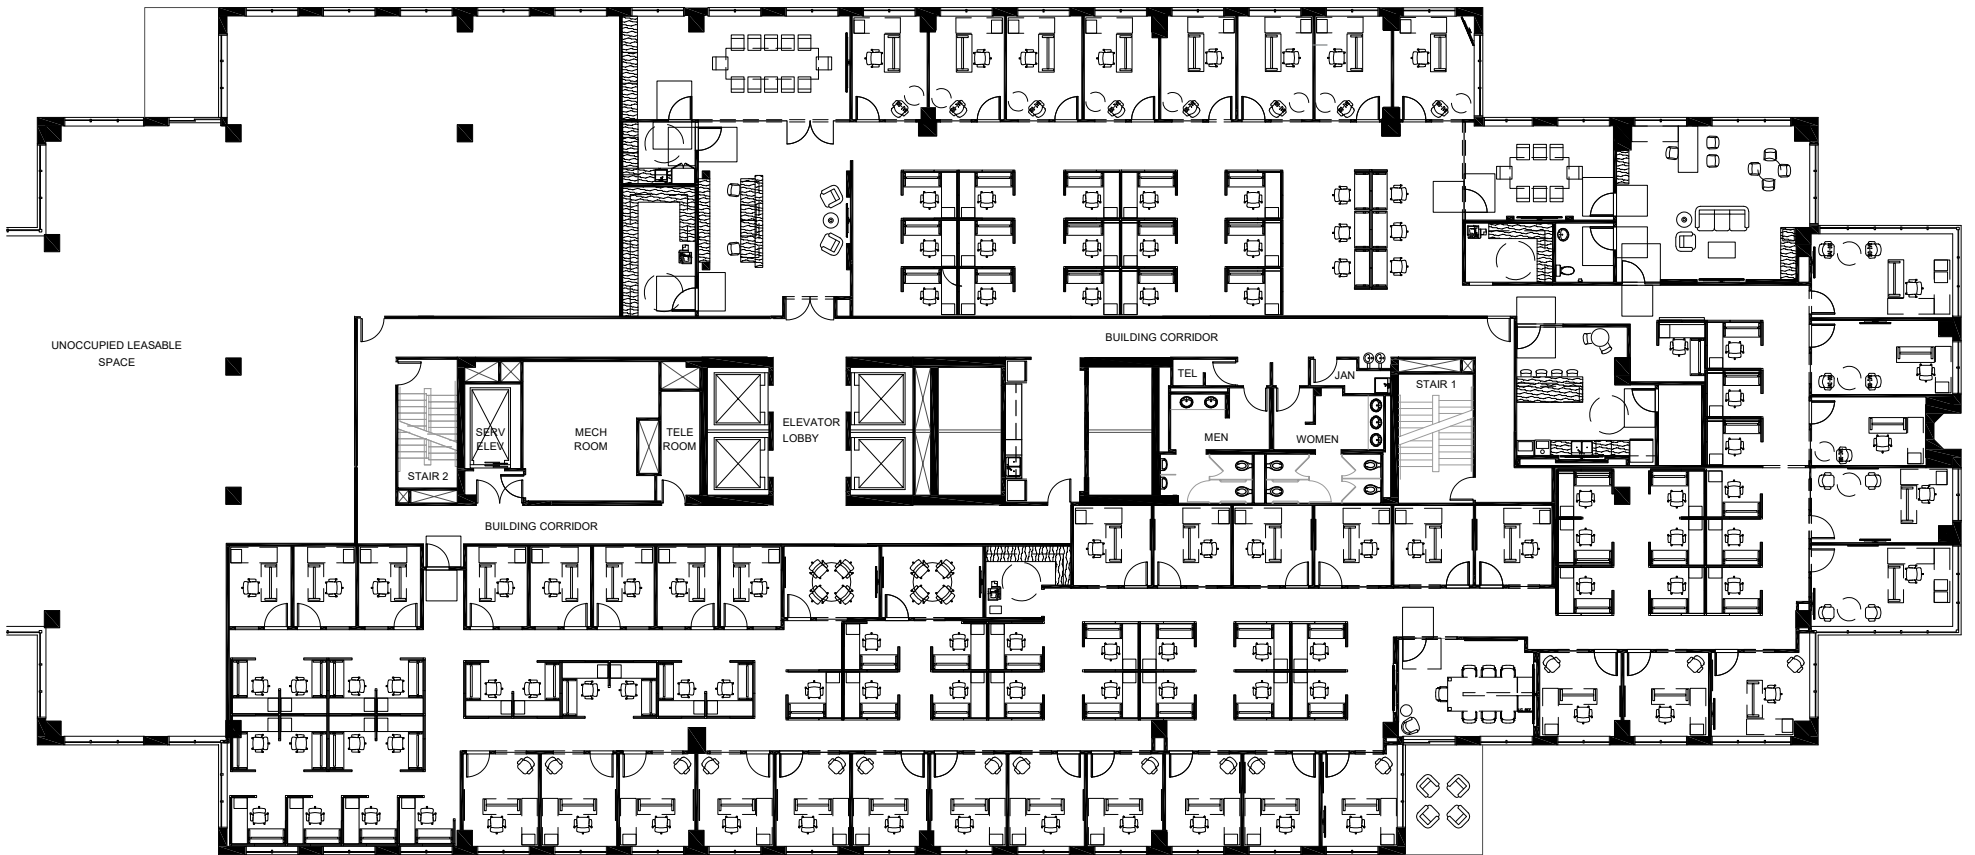 UNOCCUPIED LEASABLE
SPACE
BUILDING CORRIDOR
TEL
JAN
STAIR 1
SERV
ELEV
MECH
ROOM
TELE
ROOM
ELEVATOR
LOBBY
MEN
WOMEN
STAIR 2
BUILDING CORRIDOR